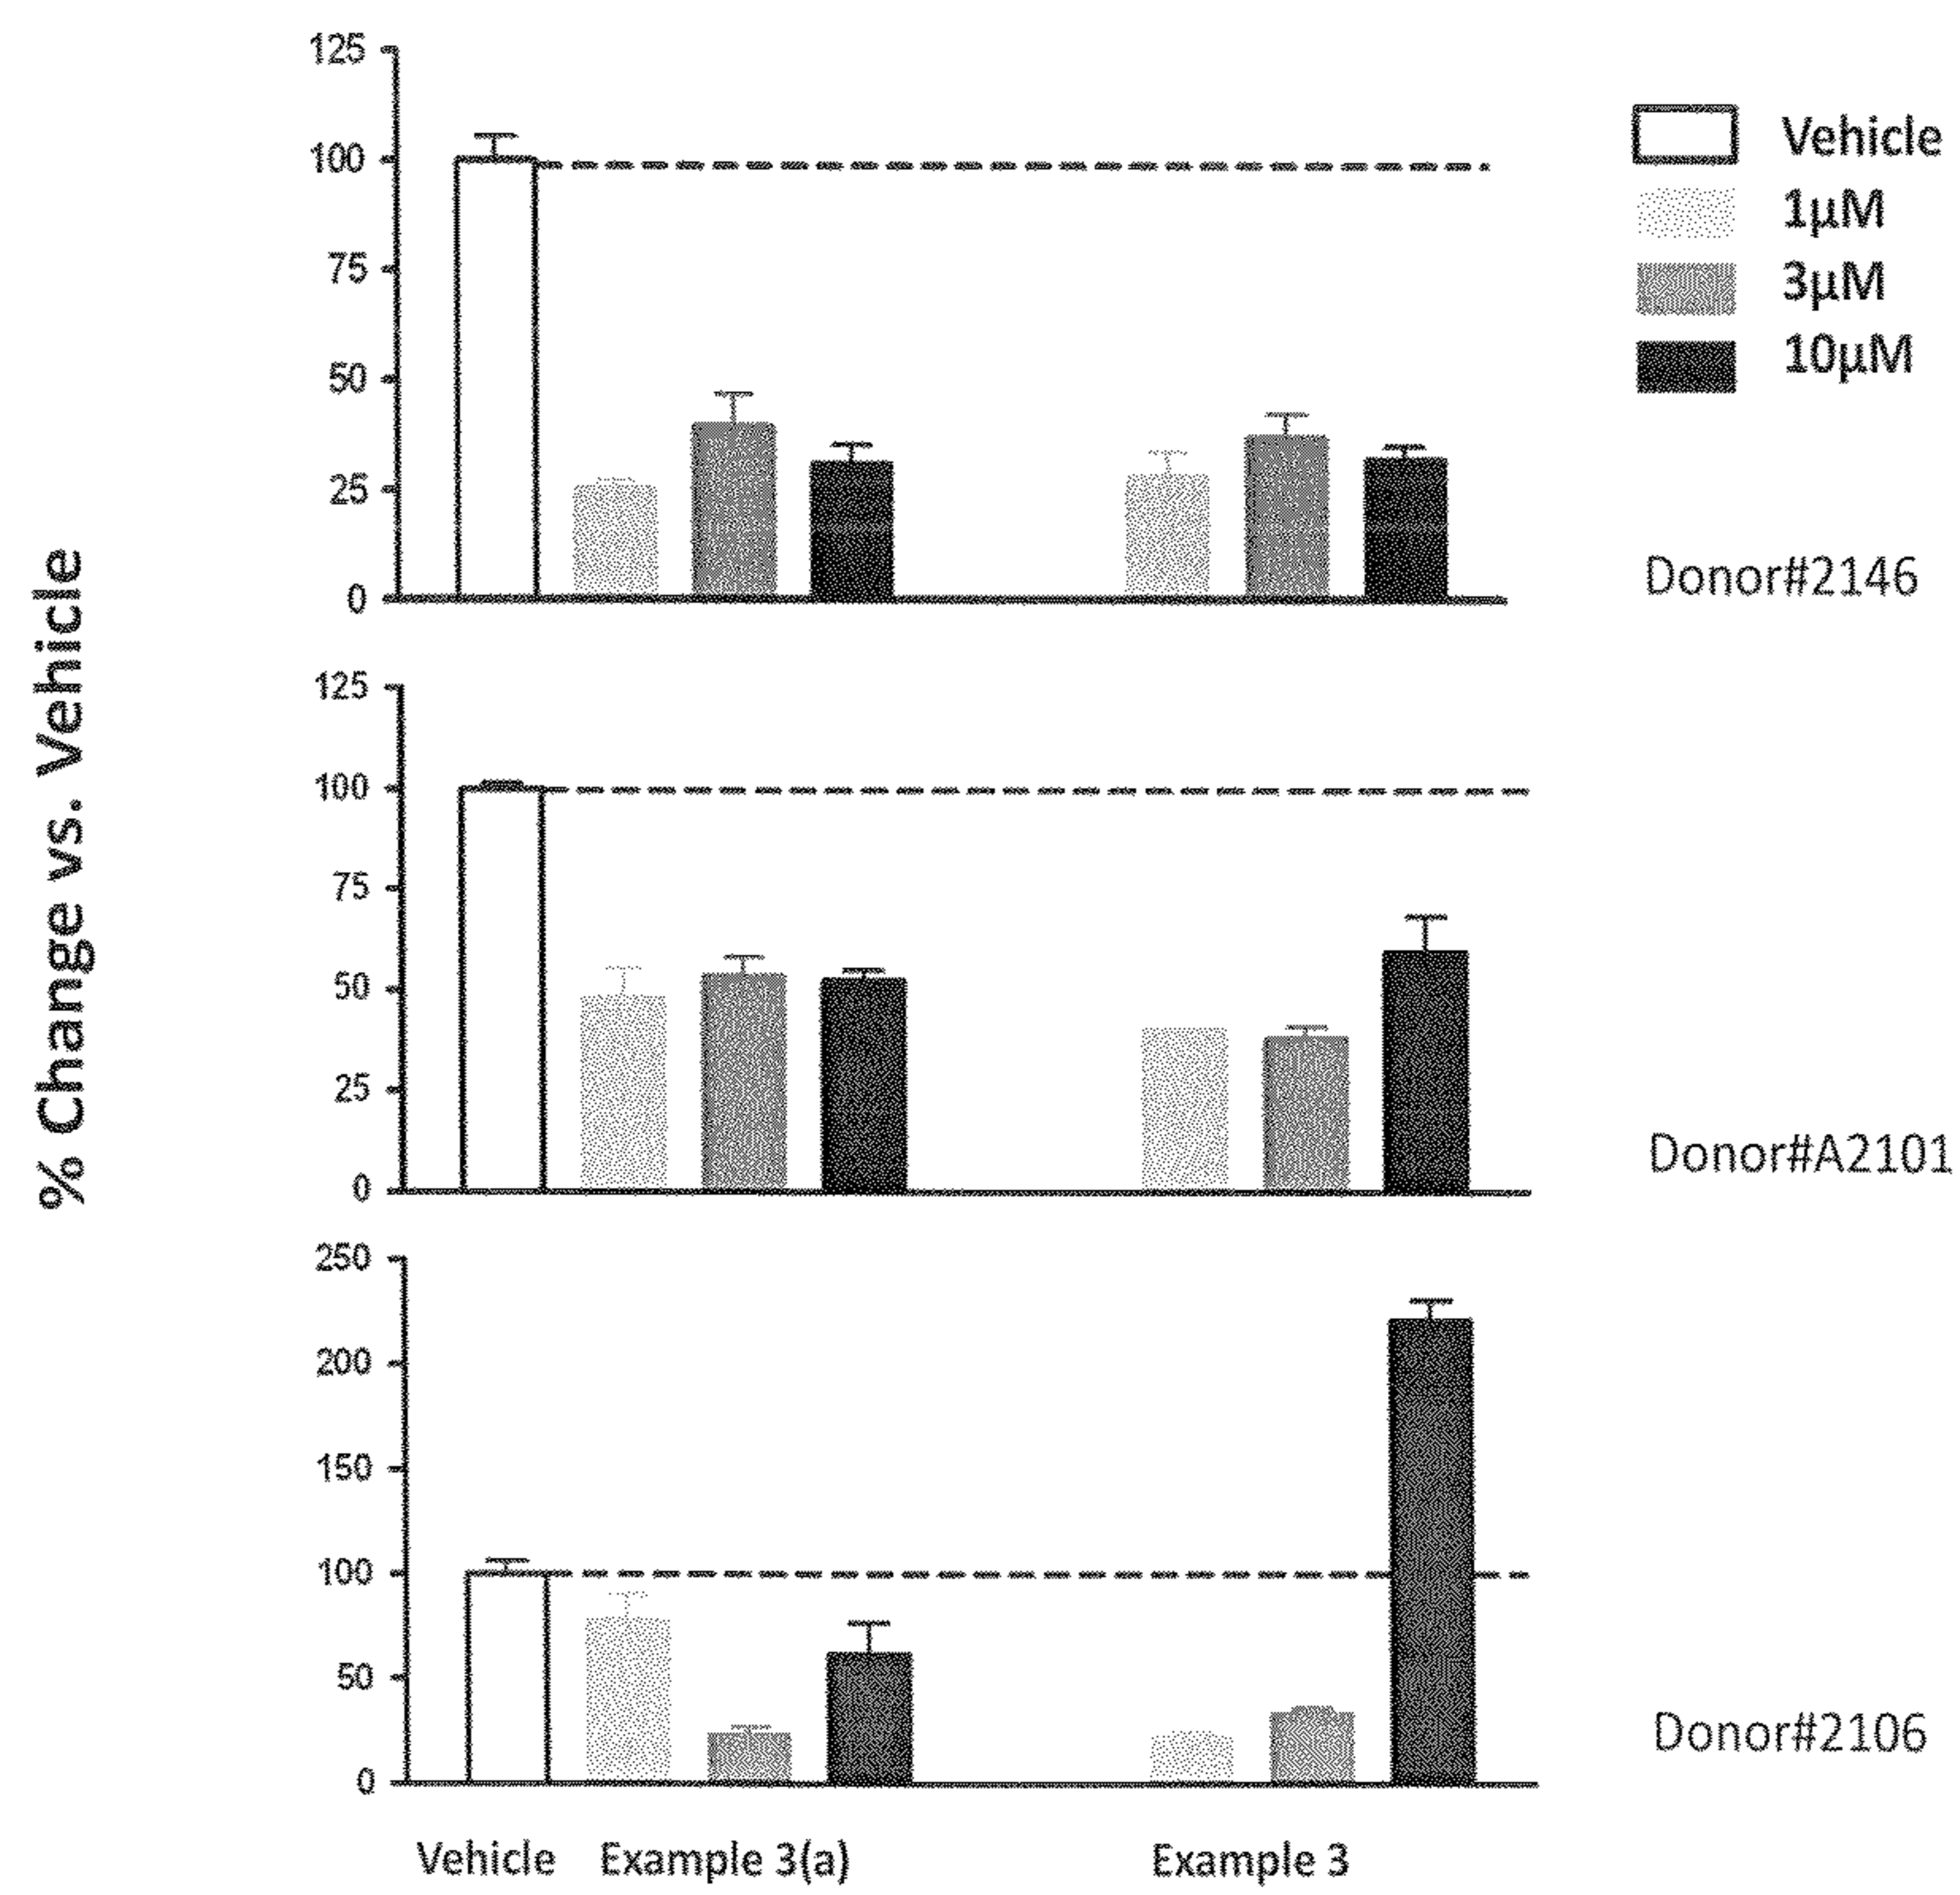 % Change vs. Vehicle
125
100
75
50
25
0
Vehicle
1µM
3µM
10µM
Donor#2146
125
100
75
50
25
0
Donor#A2101
250
200
150
100
50
0
Donor#2106
Vehicle Example 3(a) Example 3